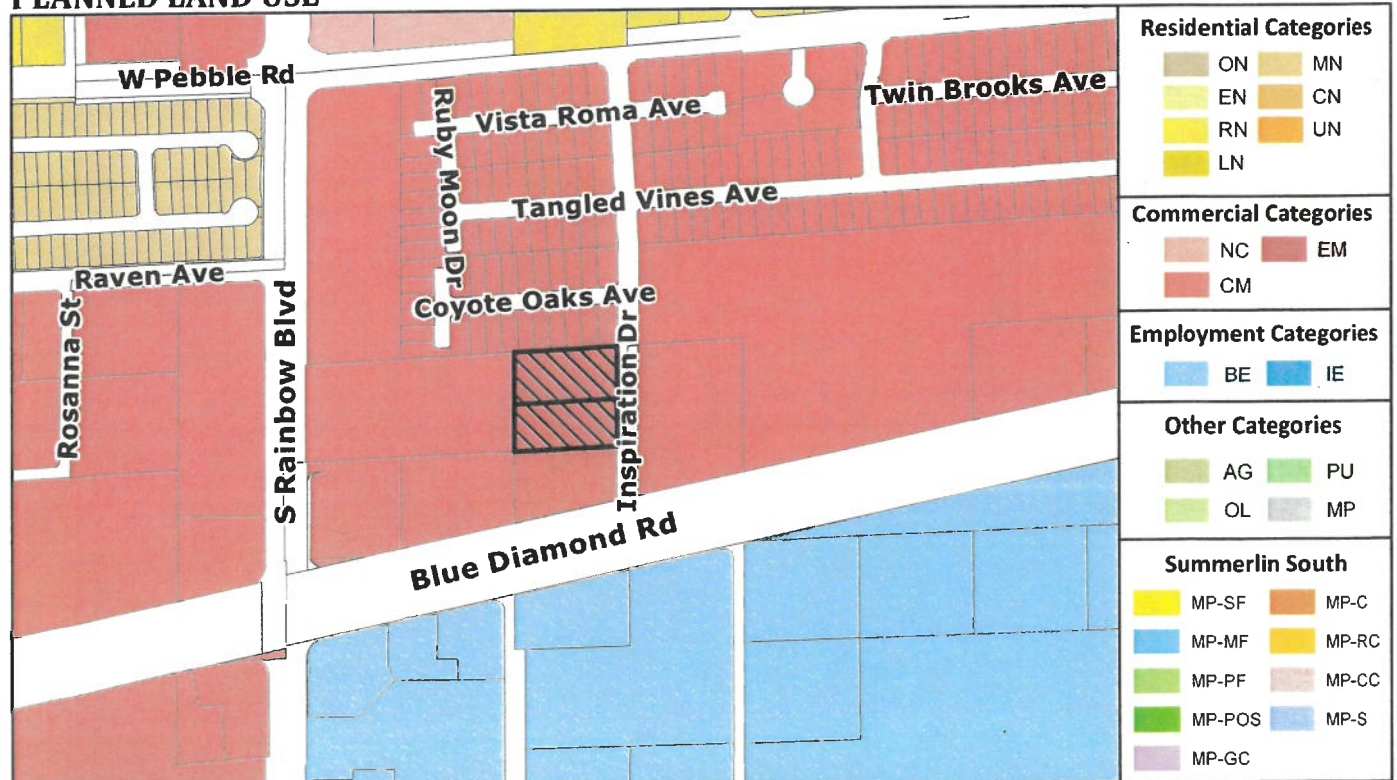 PLANNED LAND USE
W Pebble Rd
Ruby Moon Dr
Vista Roma Ave
Twin Brooks Ave
Tangled Vines Ave
Raven Ave
Coyote Oaks Ave
Rosanna St
S Rainbow Blvd
Inspiration Dr
Blue Diamond Rd
Residential Categories
ON MN
EN CN
RN UN
LN
Commercial Categories
NC EM
CM
Employment Categories
BE IE
Other Categories
AG PU
OL MP
Summerlin South
MP-SF MP-C
MP-MF MP-RC
MP-PF MP-CC
MP-POS MP-S
MP-GC